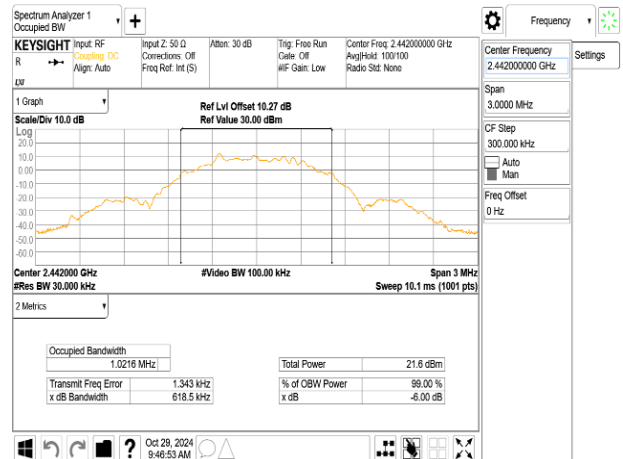 Spectrum Analyzer 1
Occupied BW
Frequency
KEYSIGHT
R
Input: RF
Coupling: DC
Align: Auto
Input Z: 50 Ω
Corrections: Off
Freq Ref: Int (S)
Atten: 30 dB
Trig: Free Run
Gate: Off
#IF Gain: Low
Center Freq: 2.442000000 GHz
Avg|Hold: 100/100
Radio Std: None
Center Frequency
2.442000000 GHz
Settings
Span
3.0000 MHz
CF Step
300.000 kHz
Auto
Man
Freq Offset
0 Hz
1 Graph
Scale/Div 10.0 dB
Ref Lvl Offset 10.27 dB
Ref Value 30.00 dBm
Log
20.0
10.0
0.00
-10.0
-20.0
-30.0
-40.0
-50.0
-60.0
Center 2.442000 GHz
#Res BW 30.000 kHz
#Video BW 100.00 kHz
Span 3 MHz
Sweep 10.1 ms (1001 pts)
2 Metrics
Occupied Bandwidth
1.0216 MHz
Total Power 21.6 dBm
Transmit Freq Error 1.343 kHz
% of OBW Power 99.00 %
x dB Bandwidth 618.5 kHz
x dB -6.00 dB
?
Oct 29, 2024
9:46:53 AM